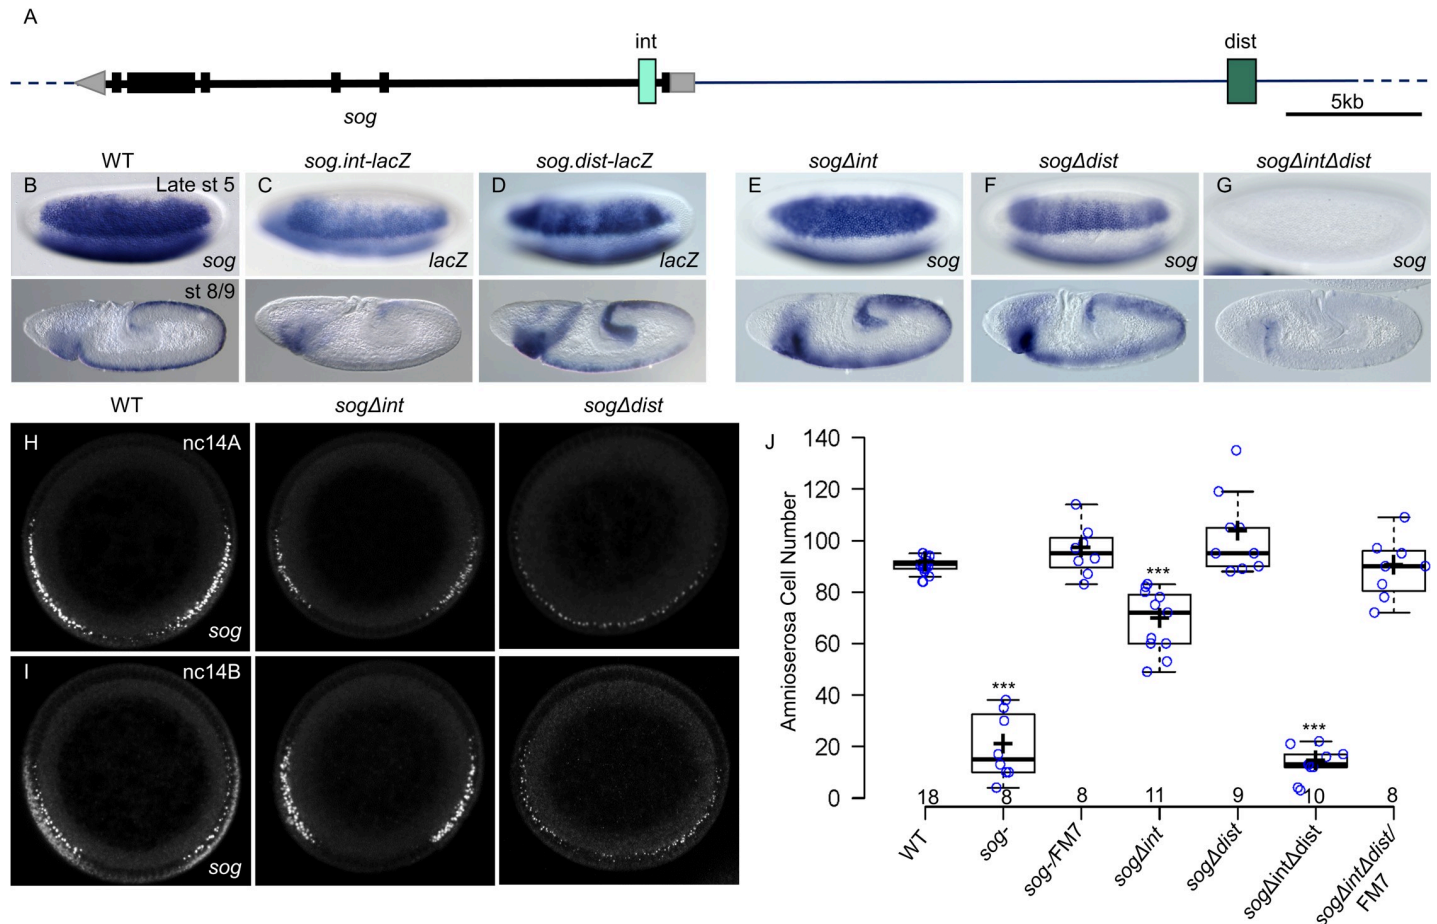 A
int
dist
sog
5kb
WT
sog.int-lacZ
sog.dist-lacZ
sogΔint
sogΔdist
sogΔintΔdist
B
Late st 5
C
D
E
F
G
sog
lacZ
lacZ
sog
sog
sog
st 8/9
WT
sogΔint
sogΔdist
H
nc14A
sog
I
nc14B
sog
J
Amnioserosa Cell Number
140
120
100
80
60
40
20
0
***
***
***
18
8
8
11
9
10
8
WT
sog-
sog-/FM7
sogΔint
sogΔdist
sogΔintΔdist
sogΔintΔdist/
FM7